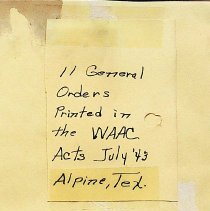 11 General
Orders
Printed in
the WAAC
Acts July '43
Alpine, Tex.